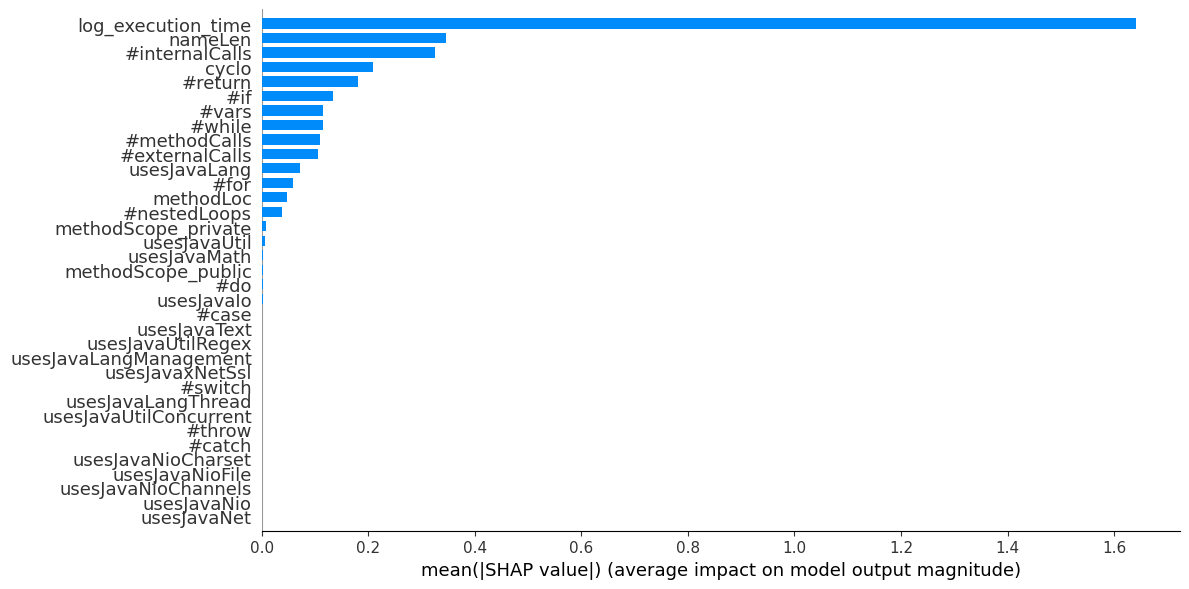 log_execution_time
nameLen
#internalCalls
cyclo
#return
#if
#vars
#while
#methodCalls
#externalCalls
usesJavaLang
#for
methodLoc
#nestedLoops
methodScope_private
usesJavaUtil
usesJavaMath
methodScope_public
#do
usesJavaIo
#case
usesJavaText
usesJavaUtilRegex
usesJavaLangManagement
usesJavaxNetSsl
#switch
usesJavaLangThread
usesJavaUtilConcurrent
#throw
#catch
usesJavaNioCharset
usesJavaNioFile
usesJavaNioChannels
usesJavaNio
usesJavaNet
0.0 0.2 0.4 0.6 0.8 1.0 1.2 1.4 1.6
mean(|SHAP value|) (average impact on model output magnitude)